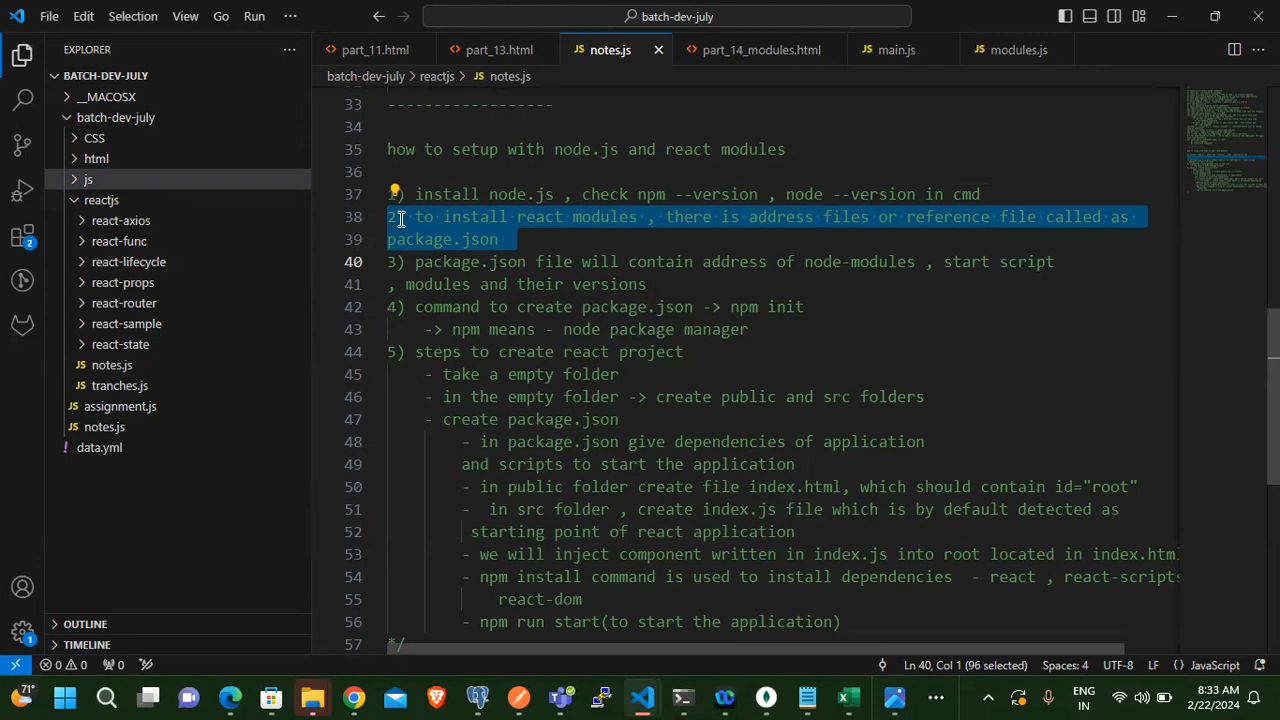 File Edit Selection View Go Run ··· batch-dev-july
EXPLORER ···
part_11.html part_13.html JS notes.js part_14_modules.html JS main.js JS modules.js
BATCH-DEV-JULY
batch-dev-july > reactjs > JS notes.js
__MACOSX
batch-dev-july
CSS
html
js
reactjs
react-axios
react-func
react-lifecycle
react-props
react-router
react-sample
react-state
JS notes.js
JS tranches.js
JS assignment.js
JS notes.js
! data.yml
OUTLINE
TIMELINE
33 -----------------
34
35 how to setup with node.js and react modules
36
37 1) install node.js , check npm --version , node --version in cmd
38 2) to install react modules , there is address files or reference file called as
39 package.json
40 3) package.json file will contain address of node-modules , start script
41 , modules and their versions
42 4) command to create package.json -> npm init
43 -> npm means - node package manager
44 5) steps to create react project
45 - take a empty folder
46 - in the empty folder -> create public and src folders
47 - create package.json
48 - in package.json give dependencies of application
49 and scripts to start the application
50 - in public folder create file index.html, which should contain id="root"
51 - in src folder , create index.js file which is by default detected as
52 starting point of react application
53 - we will inject component written in index.js into root located in index.html
54 - npm install command is used to install dependencies - react , react-scripts
55 react-dom
56 - npm run start(to start the application)
57 */
2
1
0 0 0 Ln 40, Col 1 (96 selected) Spaces: 4 UTF-8 LF {} JavaScript
71° ··· ENG IN 8:33 AM 2/22/2024